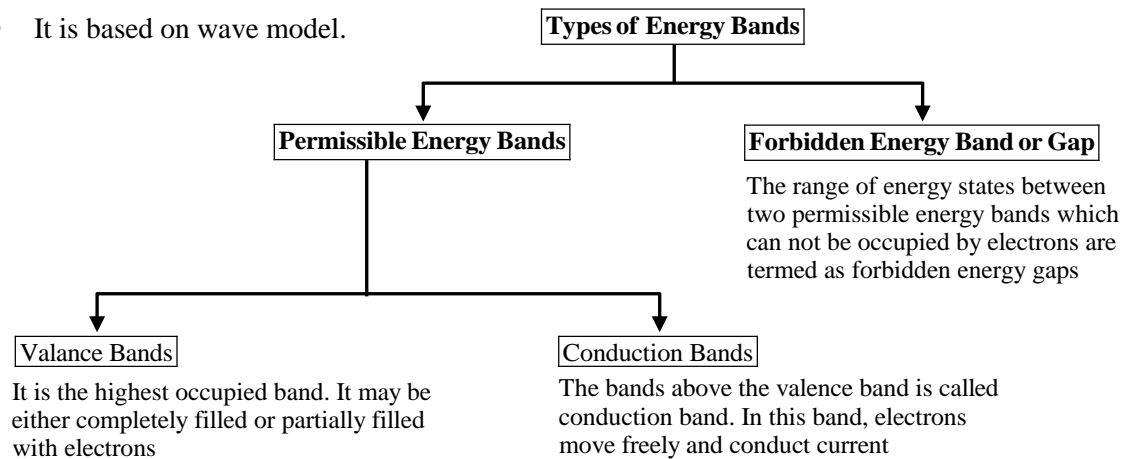 It is based on wave model.
Types of Energy Bands
Permissible Energy Bands
Forbidden Energy Band or Gap
The range of energy states between
two permissible energy bands which
can not be occupied by electrons are
termed as forbidden energy gaps
Valance Bands
It is the highest occupied band. It may be
either completely filled or partially filled
with electrons
Conduction Bands
The bands above the valence band is called
conduction band. In this band, electrons
move freely and conduct current